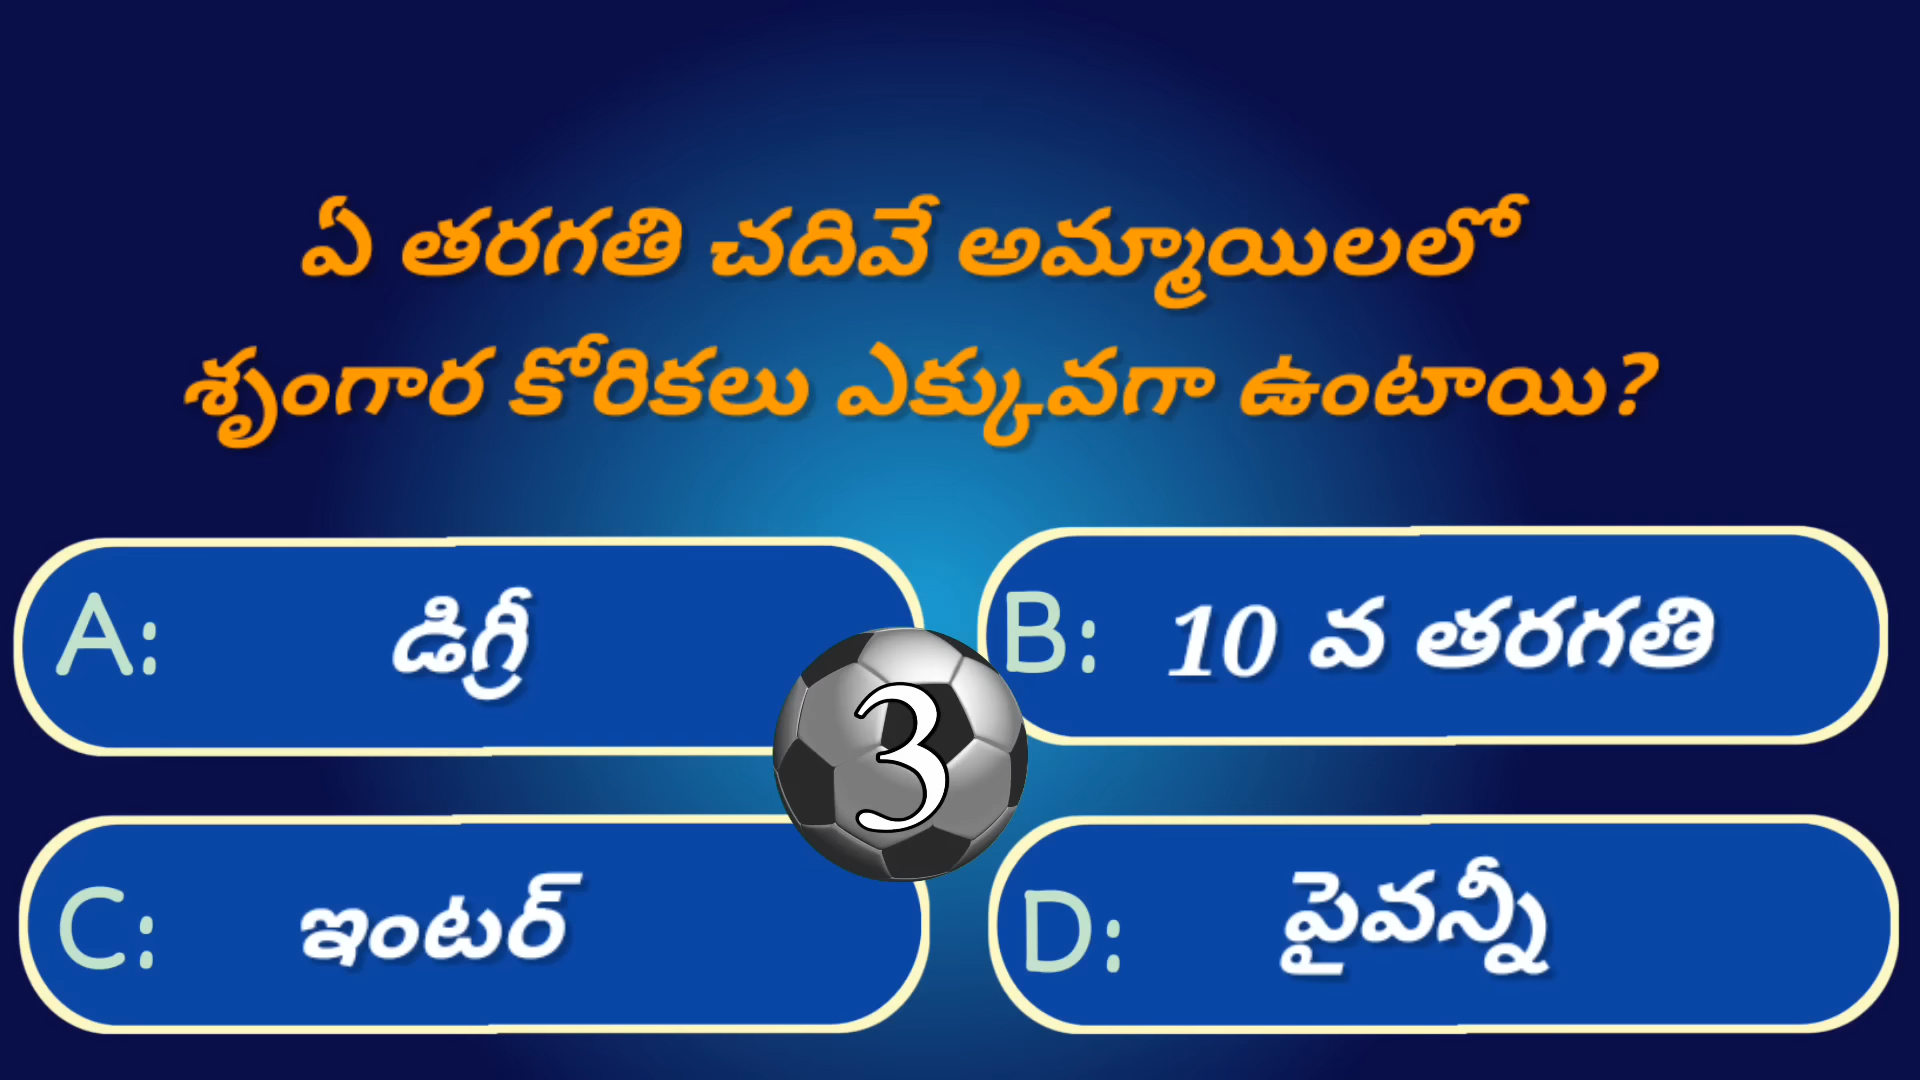 ఏ తరగతి చదివే అమ్మాయిలలో
శృంగార కోరికలు ఎక్కువగా ఉంటాయి?
A: డిగ్రీ
B: 10 వ తరగతి
3
C: ఇంటర్
D: పైవన్నీ